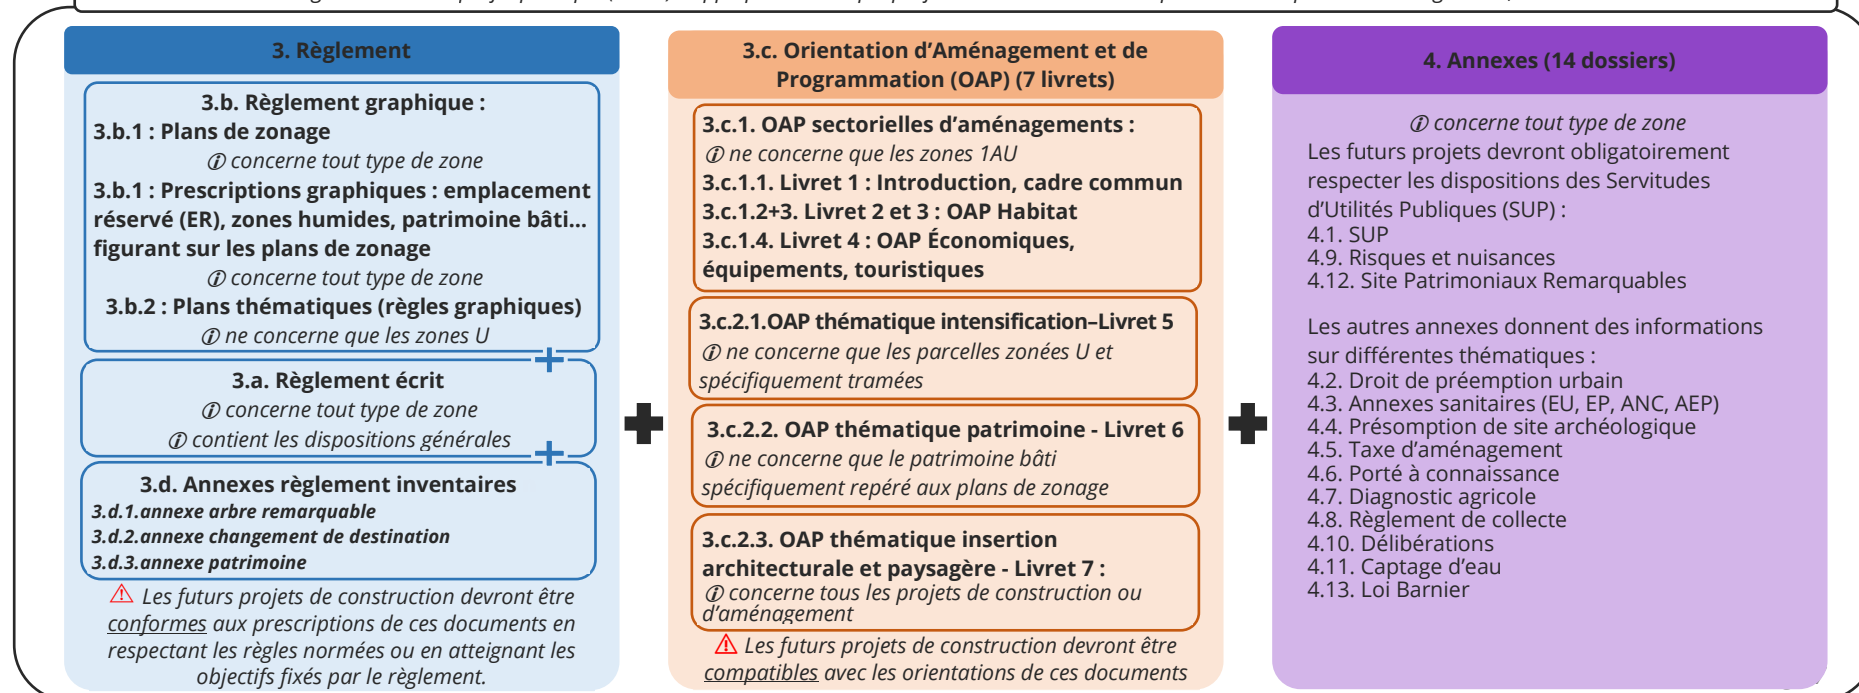 3. Règlement
3.b. Règlement graphique :
3.b.1 : Plans de zonage
concerne tout type de zone
3.b.1 : Prescriptions graphiques : emplacement
réservé (ER), zones humides, patrimoine bâti...
figurant sur les plans de zonage
concerne tout type de zone
3.b.2 : Plans thématiques (règles graphiques)
ne concerne que les zones U
3.a. Règlement écrit
concerne tout type de zone
contient les dispositions générales
3.d. Annexes règlement inventaires
3.d.1.annexe arbre remarquable
3.d.2.annexe changement de destination
3.d.3.annexe patrimoine
Les futurs projets de construction devront être
conformes aux prescriptions de ces documents en
respectant les règles normées ou en atteignant les
objectifs fixés par le règlement.
3.c. Orientation d’Aménagement et de
Programmation (OAP) (7 livrets)
3.c.1. OAP sectorielles d’aménagements :
ne concerne que les zones 1AU
3.c.1.1. Livret 1 : Introduction, cadre commun
3.c.1.2+3. Livret 2 et 3 : OAP Habitat
3.c.1.4. Livret 4 : OAP Économiques,
équipements, touristiques
3.c.2.1.OAP thématique intensification–Livret 5
ne concerne que les parcelles zonées U et
spécifiquement tramées
3.c.2.2. OAP thématique patrimoine - Livret 6
ne concerne que le patrimoine bâti
spécifiquement repéré aux plans de zonage
3.c.2.3. OAP thématique insertion
architecturale et paysagère - Livret 7 :
concerne tous les projets de construction ou
d’aménagement
Les futurs projets de construction devront être
compatibles avec les orientations de ces documents
4. Annexes (14 dossiers)
concerne tout type de zone
Les futurs projets devront obligatoirement
respecter les dispositions des Servitudes
d’Utilités Publiques (SUP) :
4.1. SUP
4.9. Risques et nuisances
4.12. Site Patrimoniaux Remarquables
Les autres annexes donnent des informations
sur différentes thématiques :
4.2. Droit de préemption urbain
4.3. Annexes sanitaires (EU, EP, ANC, AEP)
4.4. Présomption de site archéologique
4.5. Taxe d’aménagement
4.6. Porté à connaissance
4.7. Diagnostic agricole
4.8. Règlement de collecte
4.10. Délibérations
4.11. Captage d’eau
4.13. Loi Barnier